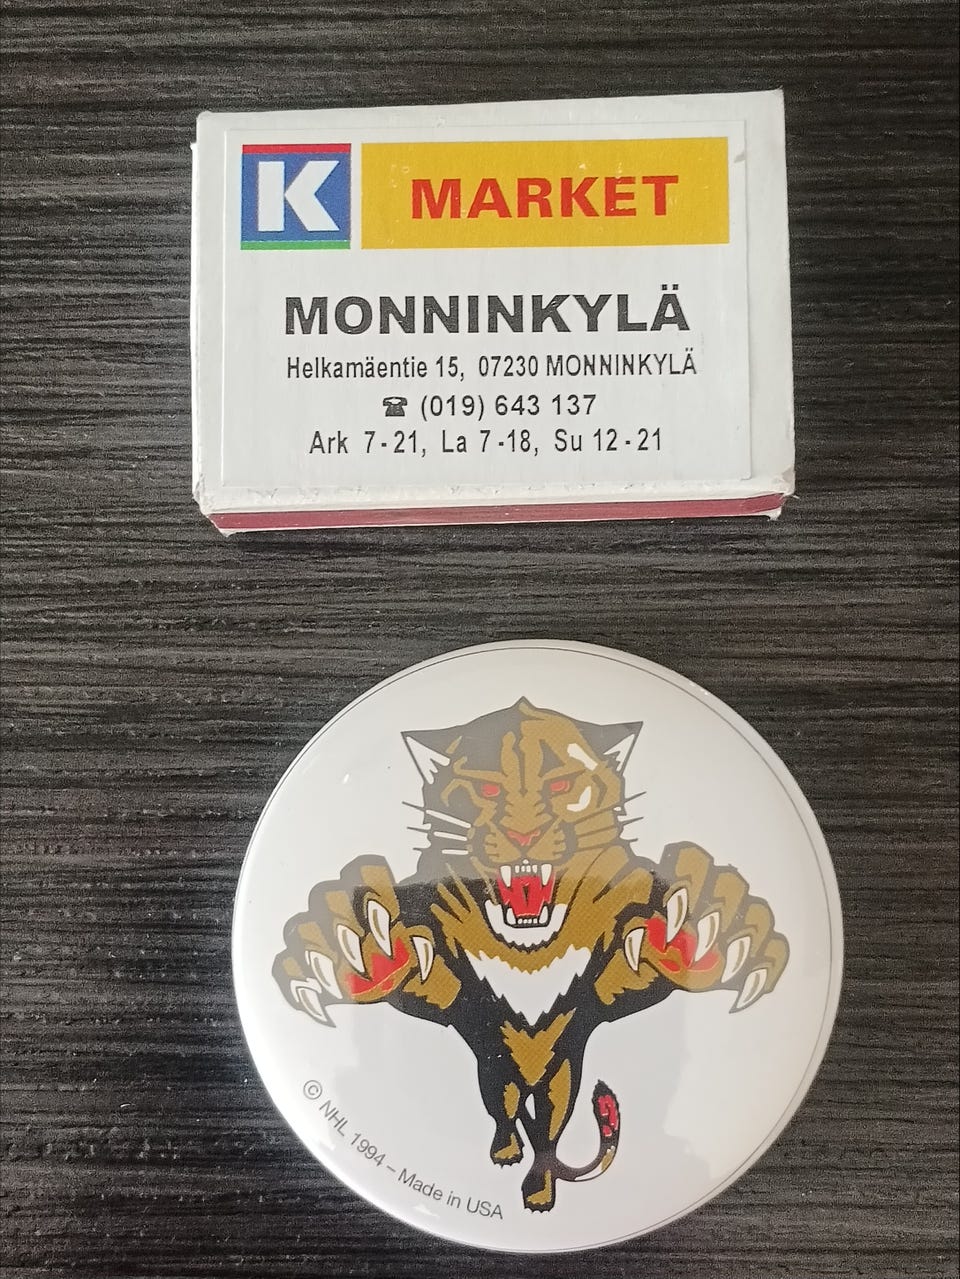 K MARKET
MONNINKYLÄ
Helkamäentie 15, 07230 MONNINKYLÄ
☎ (019) 643 137
Ark 7-21, La 7-18, Su 12-21
© NHL 1994 – Made in USA